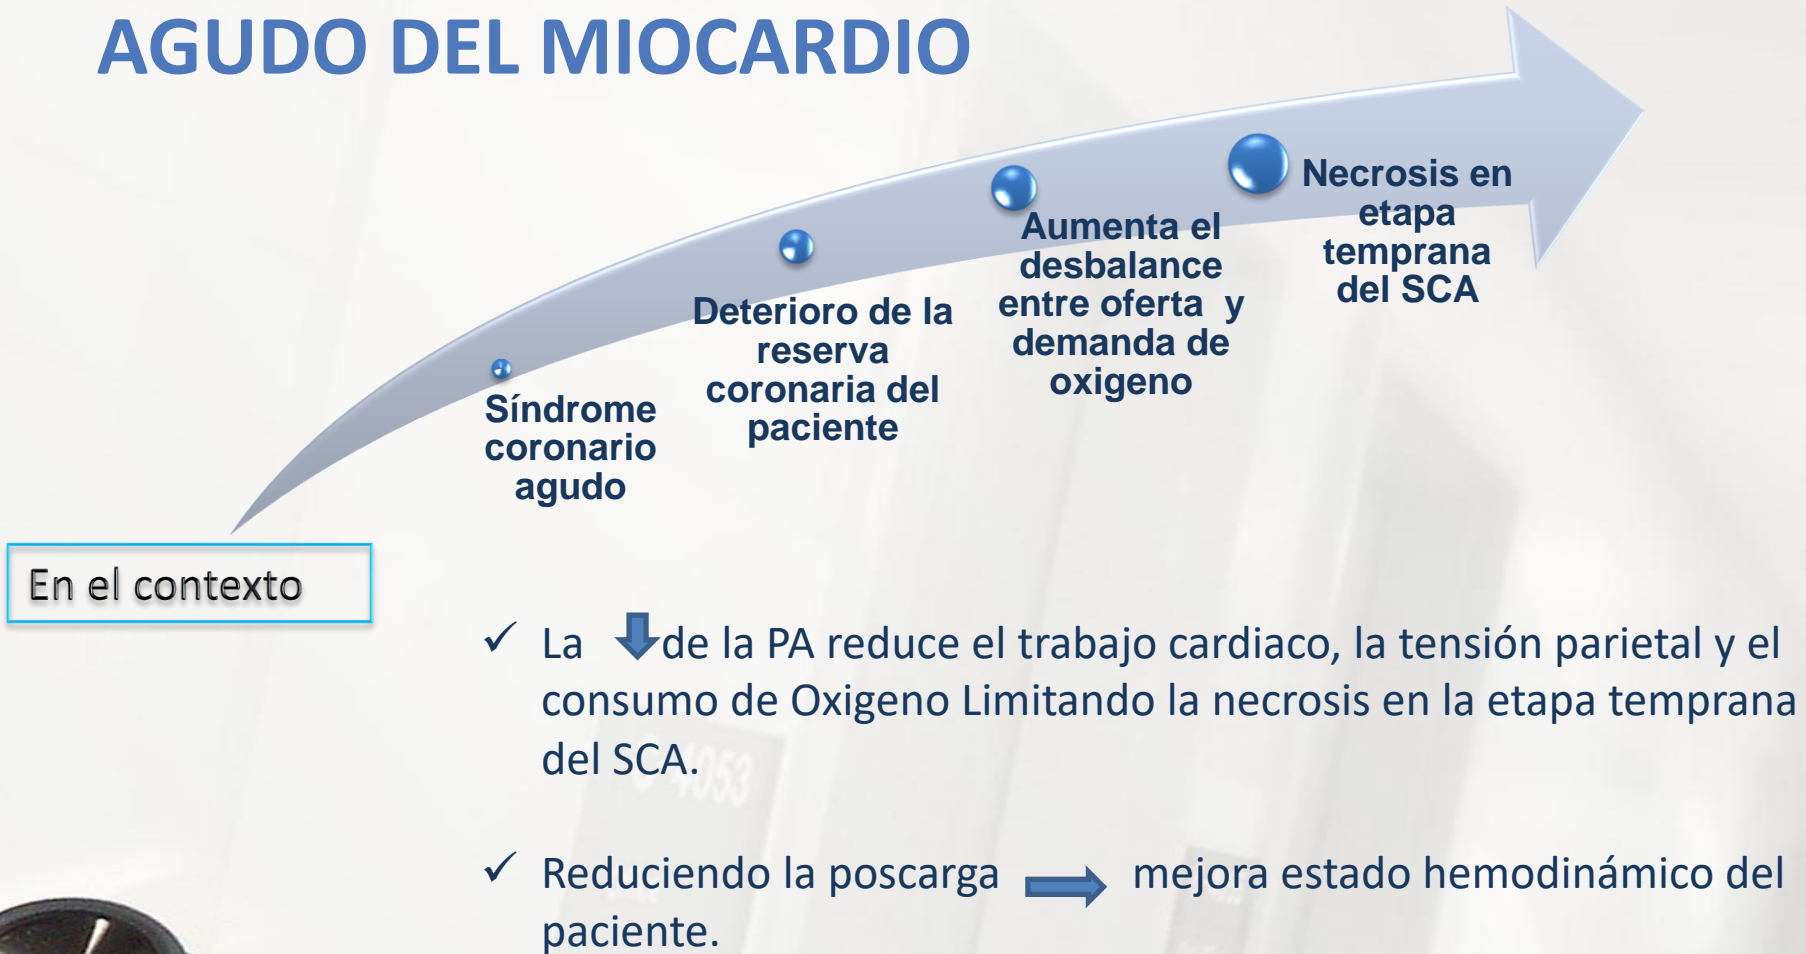 AGUDO DEL MIOCARDIO
Necrosis en
etapa
temprana
del SCA
Aumenta el
desbalance
entre oferta y
demanda de
oxigeno
Deterioro de la
reserva
coronaria del
paciente
Síndrome
coronario
agudo
En el contexto
La de la PA reduce el trabajo cardiaco, la tensión parietal y el
consumo de Oxigeno Limitando la necrosis en la etapa temprana
del SCA.
4053
Reduciendo la poscarga mejora estado hemodinámico del
paciente.